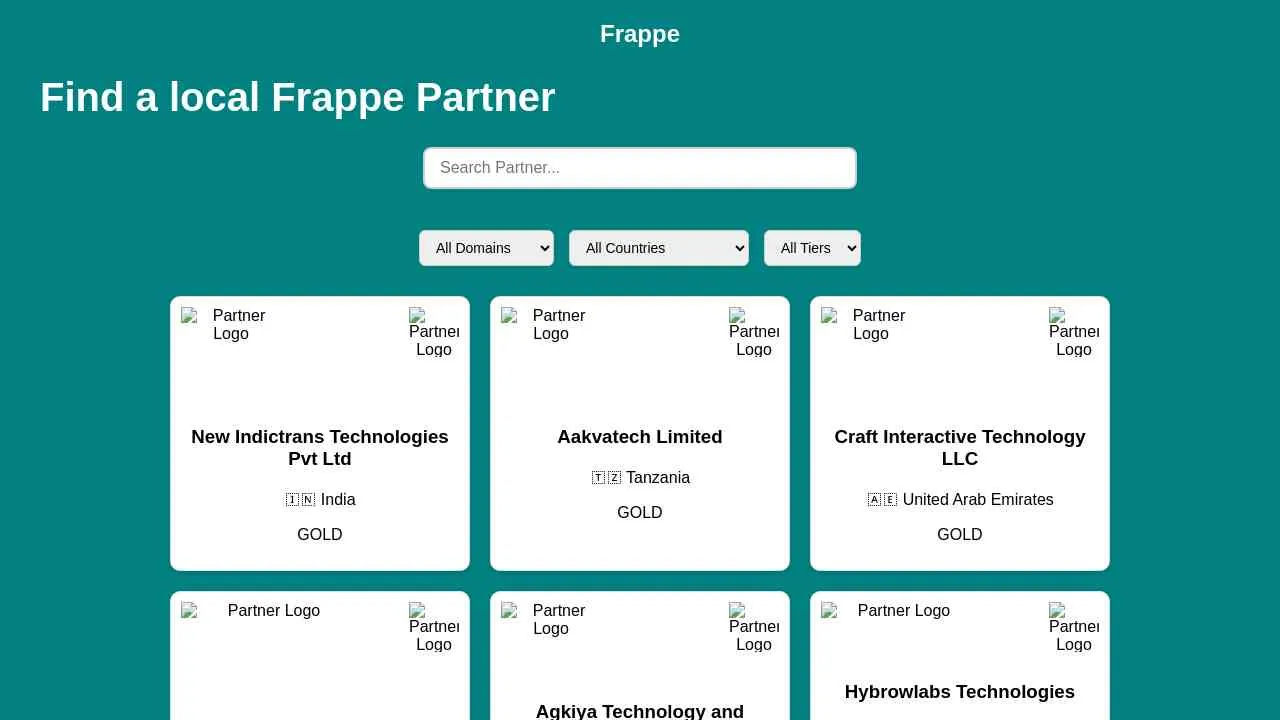 Frappe
Find a local Frappe Partner
Search Partner...
All Domains
All Countries
All Tiers
Partner
Logo
Partner
Logo
New Indictrans Technologies
Pvt Ltd
🇮🇳 India
GOLD
Partner
Logo
Partner
Logo
Aakvatech Limited
🇹🇿 Tanzania
GOLD
Partner
Logo
Partner
Logo
Craft Interactive Technology
LLC
🇦🇪 United Arab Emirates
GOLD
Partner Logo
Partner
Logo
Partner
Logo
Partner
Logo
Agkiya Technology and
Partner Logo
Partner
Logo
Hybrowlabs Technologies